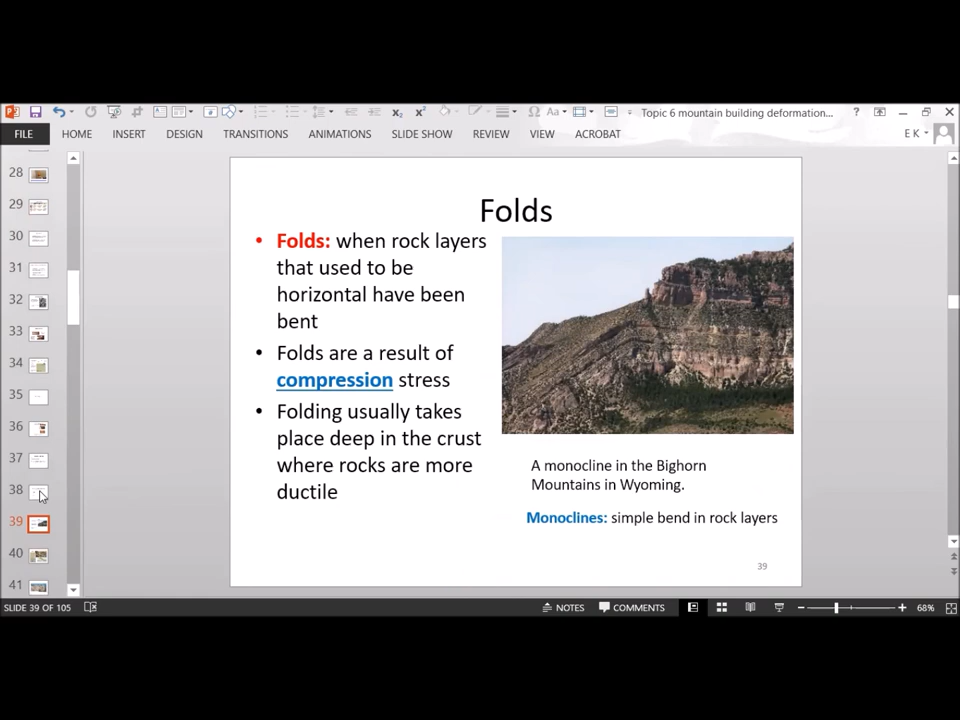 Topic 6 mountain building deformation...
FILE HOME INSERT DESIGN TRANSITIONS ANIMATIONS SLIDE SHOW REVIEW VIEW ACROBAT
E K
28
29
30
31
32
33
34
35
36
37
38
39
40
41
Folds
• Folds: when rock layers
that used to be
horizontal have been
bent
• Folds are a result of
compression stress
• Folding usually takes
place deep in the crust
where rocks are more
ductile
A monocline in the Bighorn
Mountains in Wyoming.
Monoclines: simple bend in rock layers
39
SLIDE 39 OF 105
NOTES COMMENTS 68%